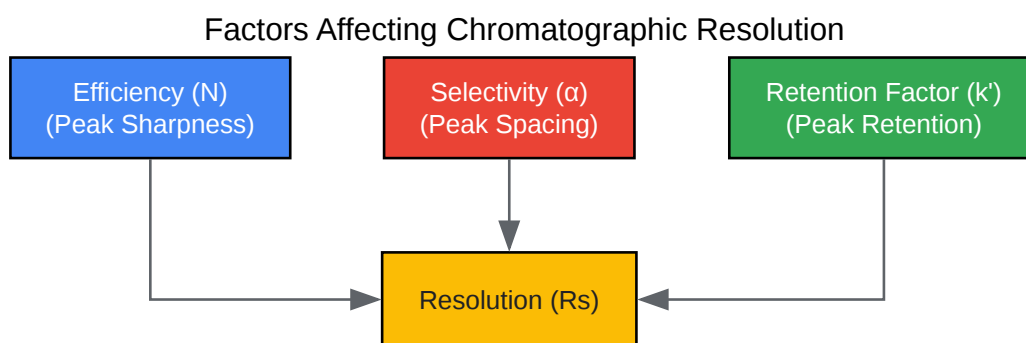 Factors Affecting Chromatographic Resolution
Efficiency (N)
(Peak Sharpness)
Selectivity (α)
(Peak Spacing)
Retention Factor (k')
(Peak Retention)
Resolution (Rs)